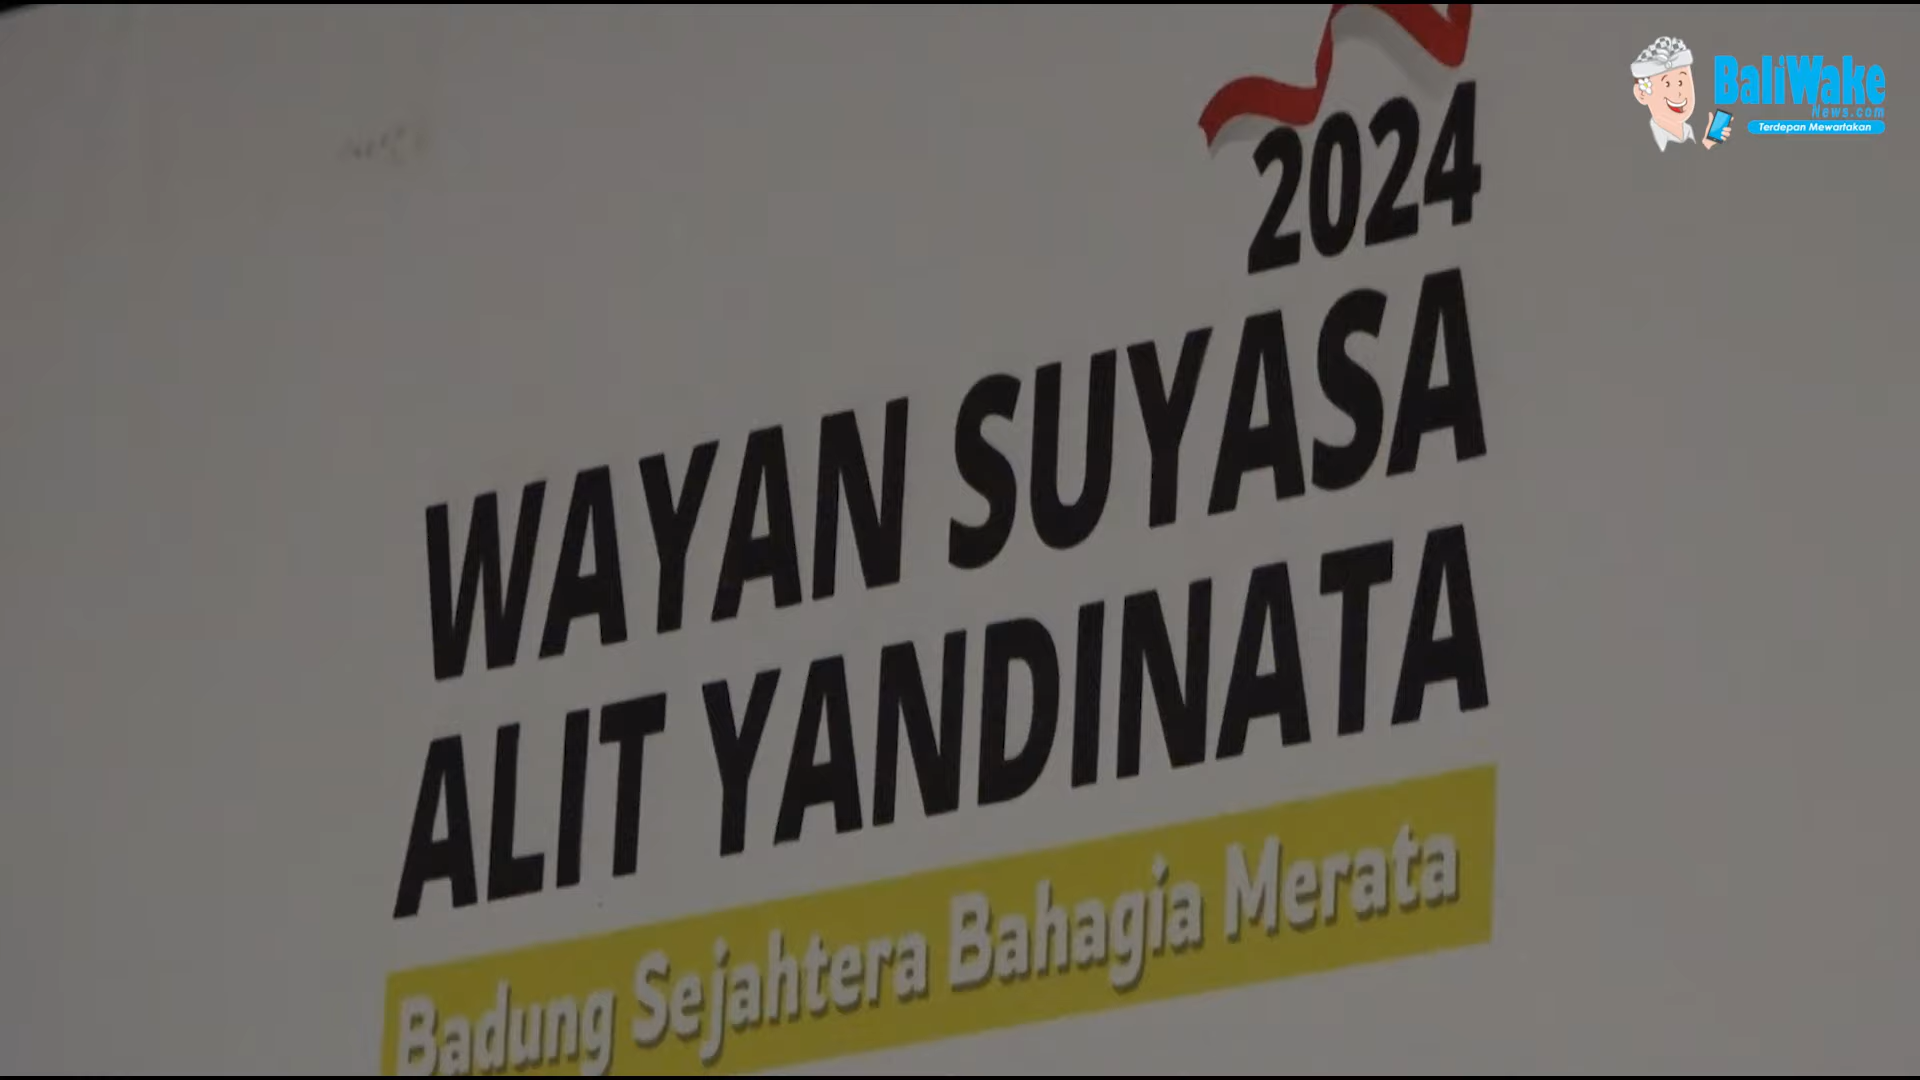 BaliWake
News.com
Terdepan Mewartakan
2024
WAYAN SUYASA
ALIT YANDINATA
Badung Sejahtera Bahagia Merata